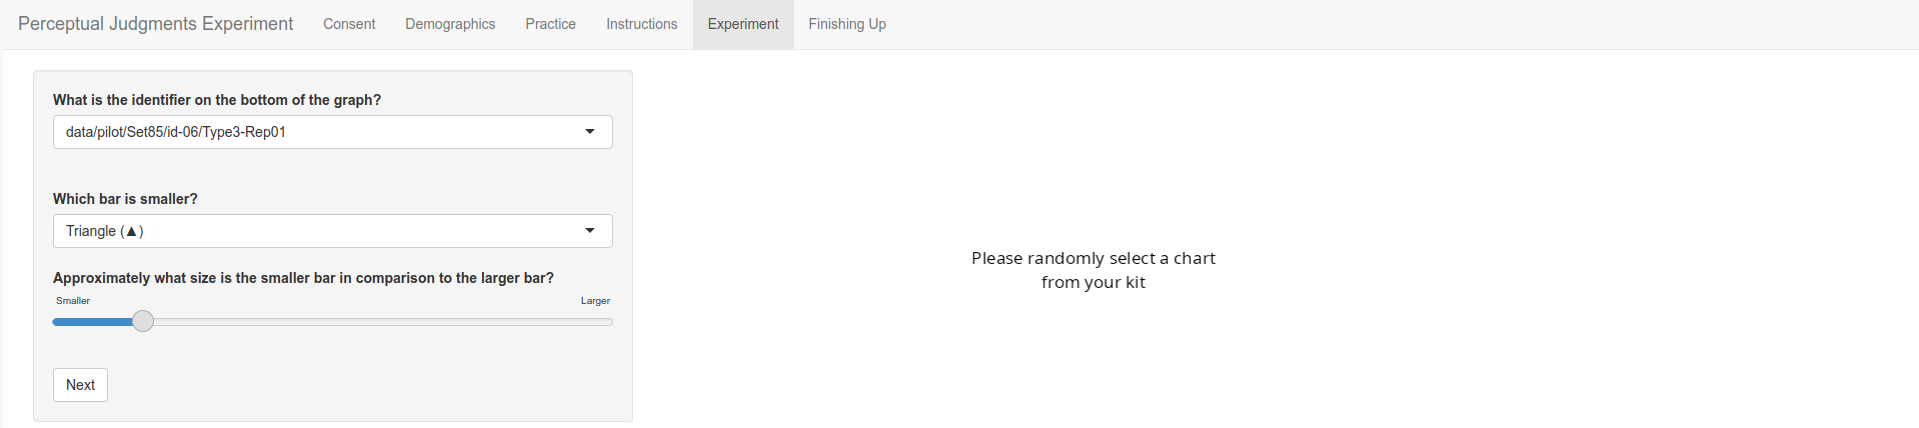 Perceptual Judgments Experiment Consent Demographics Practice Instructions Experiment Finishing Up
What is the identifier on the bottom of the graph?
data/pilot/Set85/id-06/Type3-Rep01
Which bar is smaller?
Triangle (▲)
Approximately what size is the smaller bar in comparison to the larger bar?
Smaller Larger
Next
Please randomly select a chart
from your kit